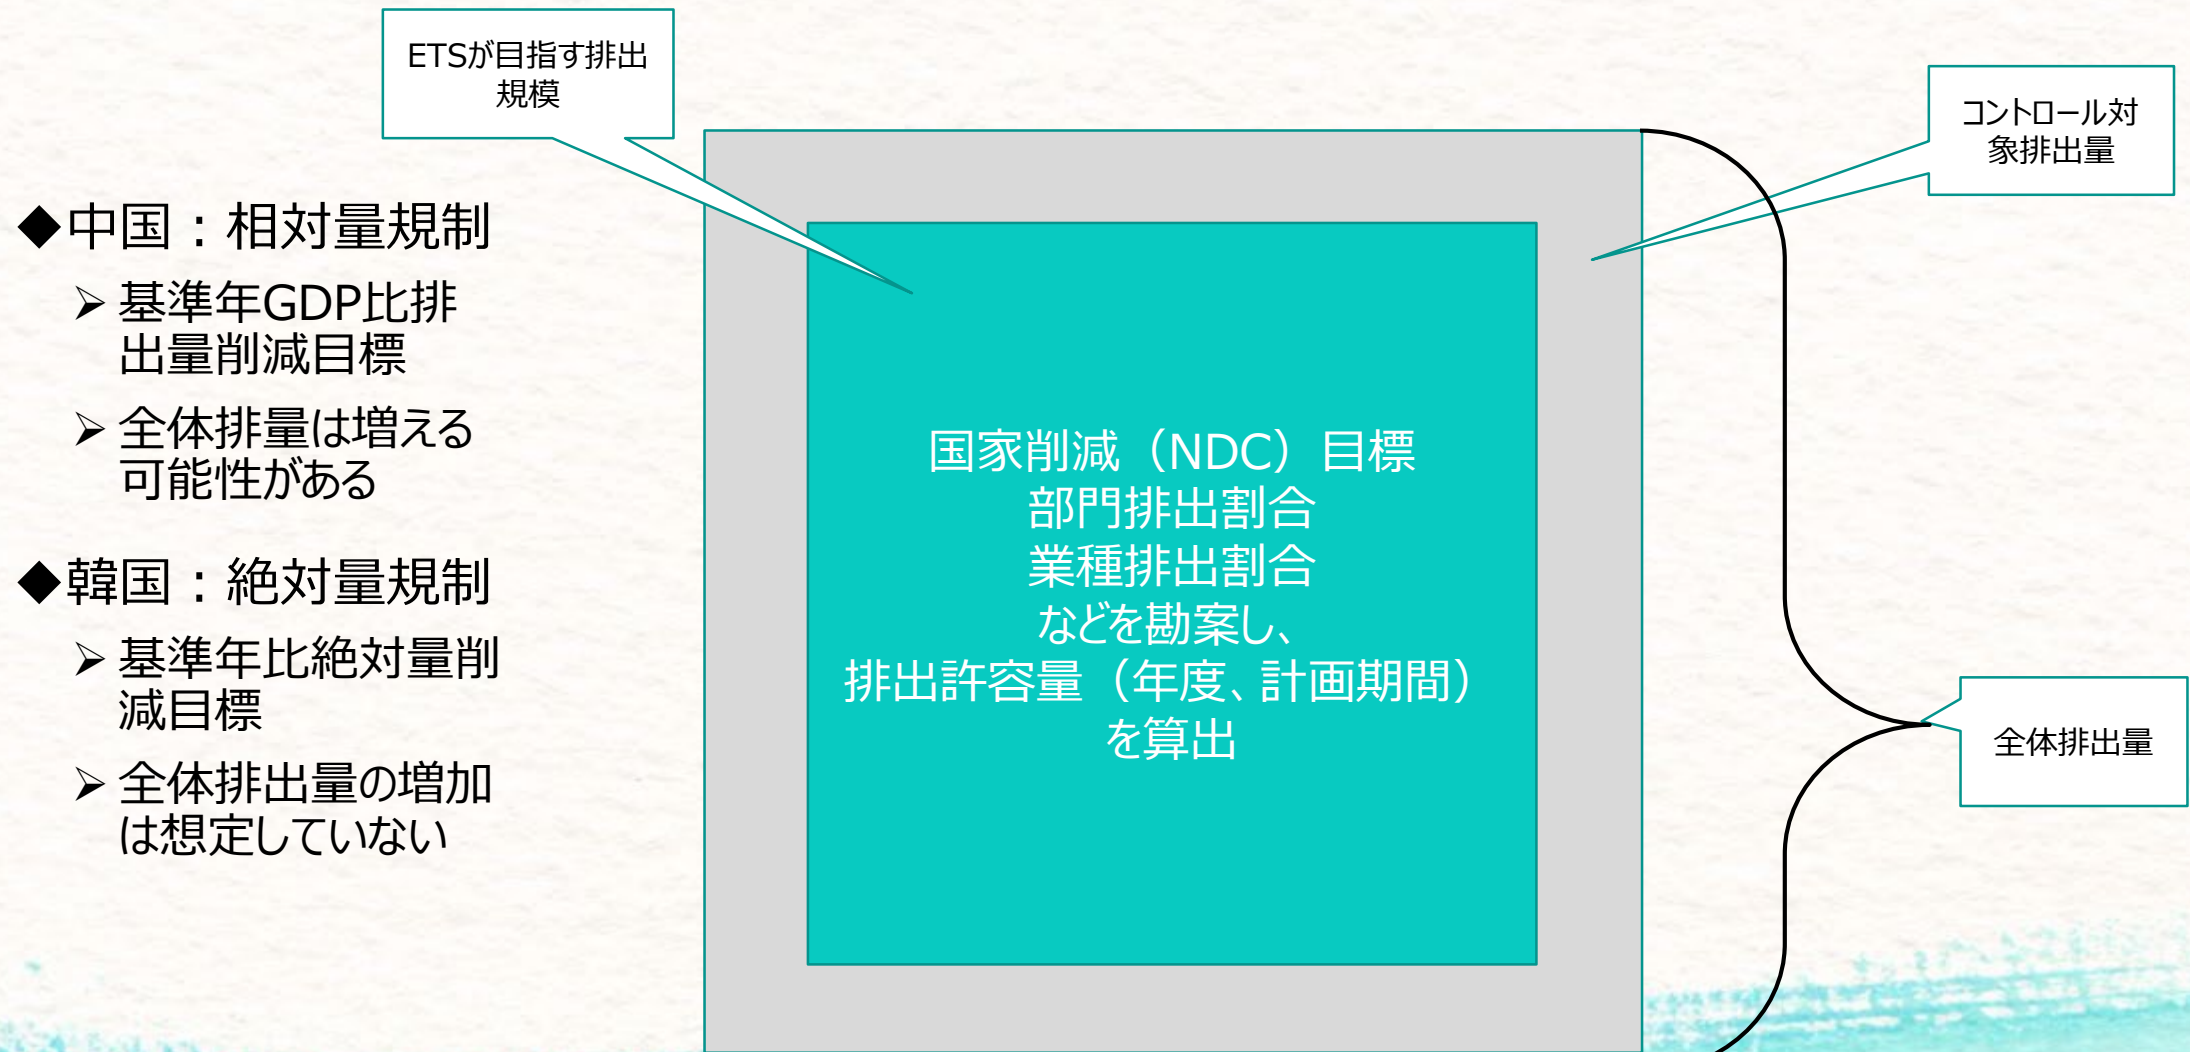 ETSが目指す排出
規模
コントロール対
象排出量
◆中国：相対量規制
➢基準年GDP比排
出量削減目標
➢全体排量は増える
可能性がある
◆韓国：絶対量規制
➢基準年比絶対量削
減目標
➢全体排出量の増加
は想定していない
国家削減（NDC）目標
部門排出割合
業種排出割合
などを勘案し、
排出許容量（年度、計画期間）
を算出
全体排出量